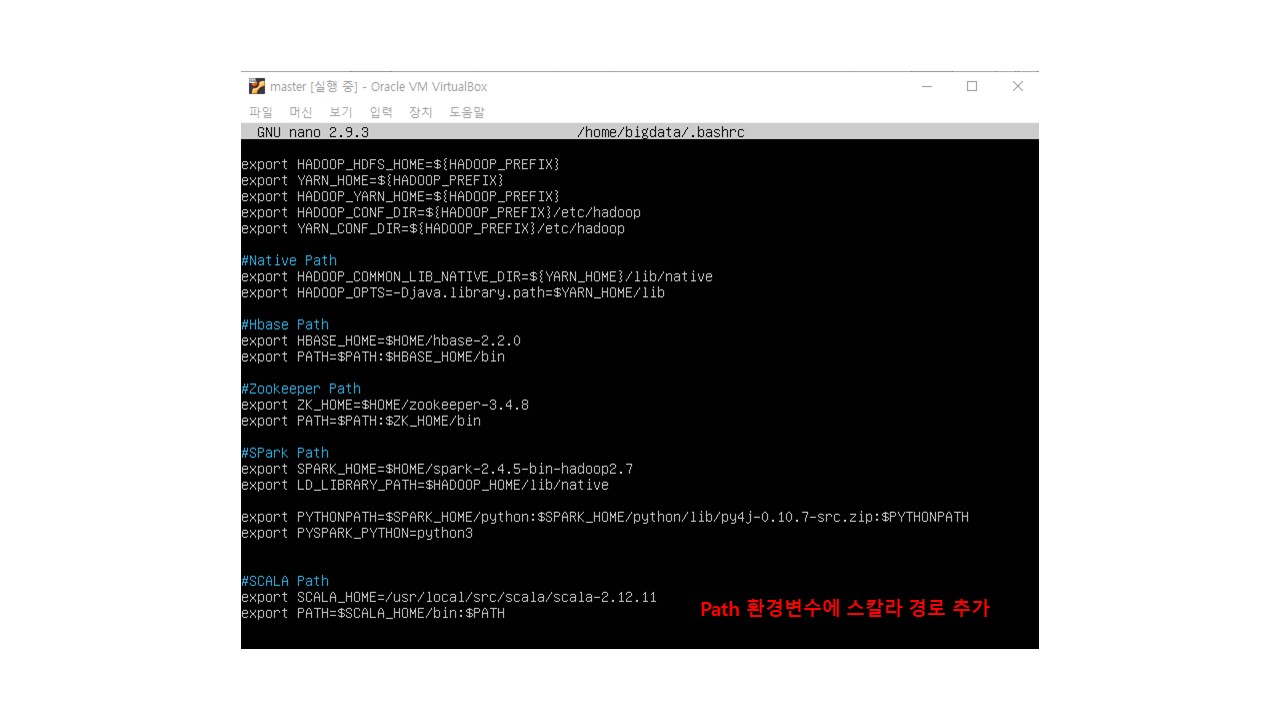 master [실행 중] - Oracle VM VirtualBox
파일 머신 보기 입력 장치 도움말
GNU nano 2.9.3 /home/bigdata/.bashrc
export HADOOP_HDFS_HOME=${HADOOP_PREFIX}
export YARN_HOME=${HADOOP_PREFIX}
export HADOOP_YARN_HOME=${HADOOP_PREFIX}
export HADOOP_CONF_DIR=${HADOOP_PREFIX}/etc/hadoop
export YARN_CONF_DIR=${HADOOP_PREFIX}/etc/hadoop
#Native Path
export HADOOP_COMMON_LIB_NATIVE_DIR=${YARN_HOME}/lib/native
export HADOOP_OPTS=-Djava.library.path=$YARN_HOME/lib
#Hbase Path
export HBASE_HOME=$HOME/hbase-2.2.0
export PATH=$PATH:$HBASE_HOME/bin
#Zookeeper Path
export ZK_HOME=$HOME/zookeeper-3.4.8
export PATH=$PATH:$ZK_HOME/bin
#SPark Path
export SPARK_HOME=$HOME/spark-2.4.5-bin-hadoop2.7
export LD_LIBRARY_PATH=$HADOOP_HOME/lib/native
export PYTHONPATH=$SPARK_HOME/python:$SPARK_HOME/python/lib/py4j-0.10.7-src.zip:$PYTHONPATH
export PYSPARK_PYTHON=python3
#SCALA Path
export SCALA_HOME=/usr/local/src/scala/scala-2.12.11
export PATH=$SCALA_HOME/bin:$PATH
Path 환경변수에 스칼라 경로 추가